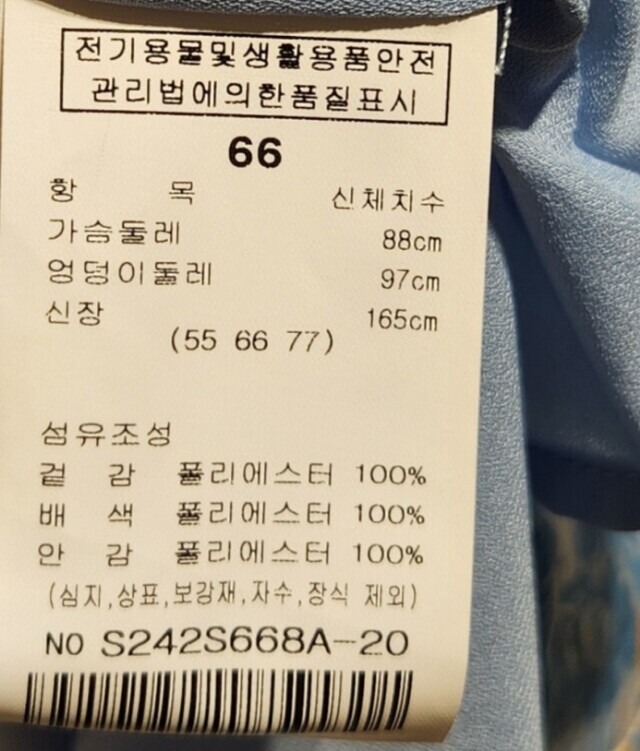 전기용물및생활용품안전
관리법에의한품질표시
66
항 목 신체치수
가슴둘레 88cm
엉덩이둘레 97cm
신장 165cm
(55 66 77)
섬유조성
겉 감 폴리에스터 100%
배 색 폴리에스터 100%
안 감 폴리에스터 100%
(심지,상표,보강재,자수,장식 제외)
NO S242S668A-20